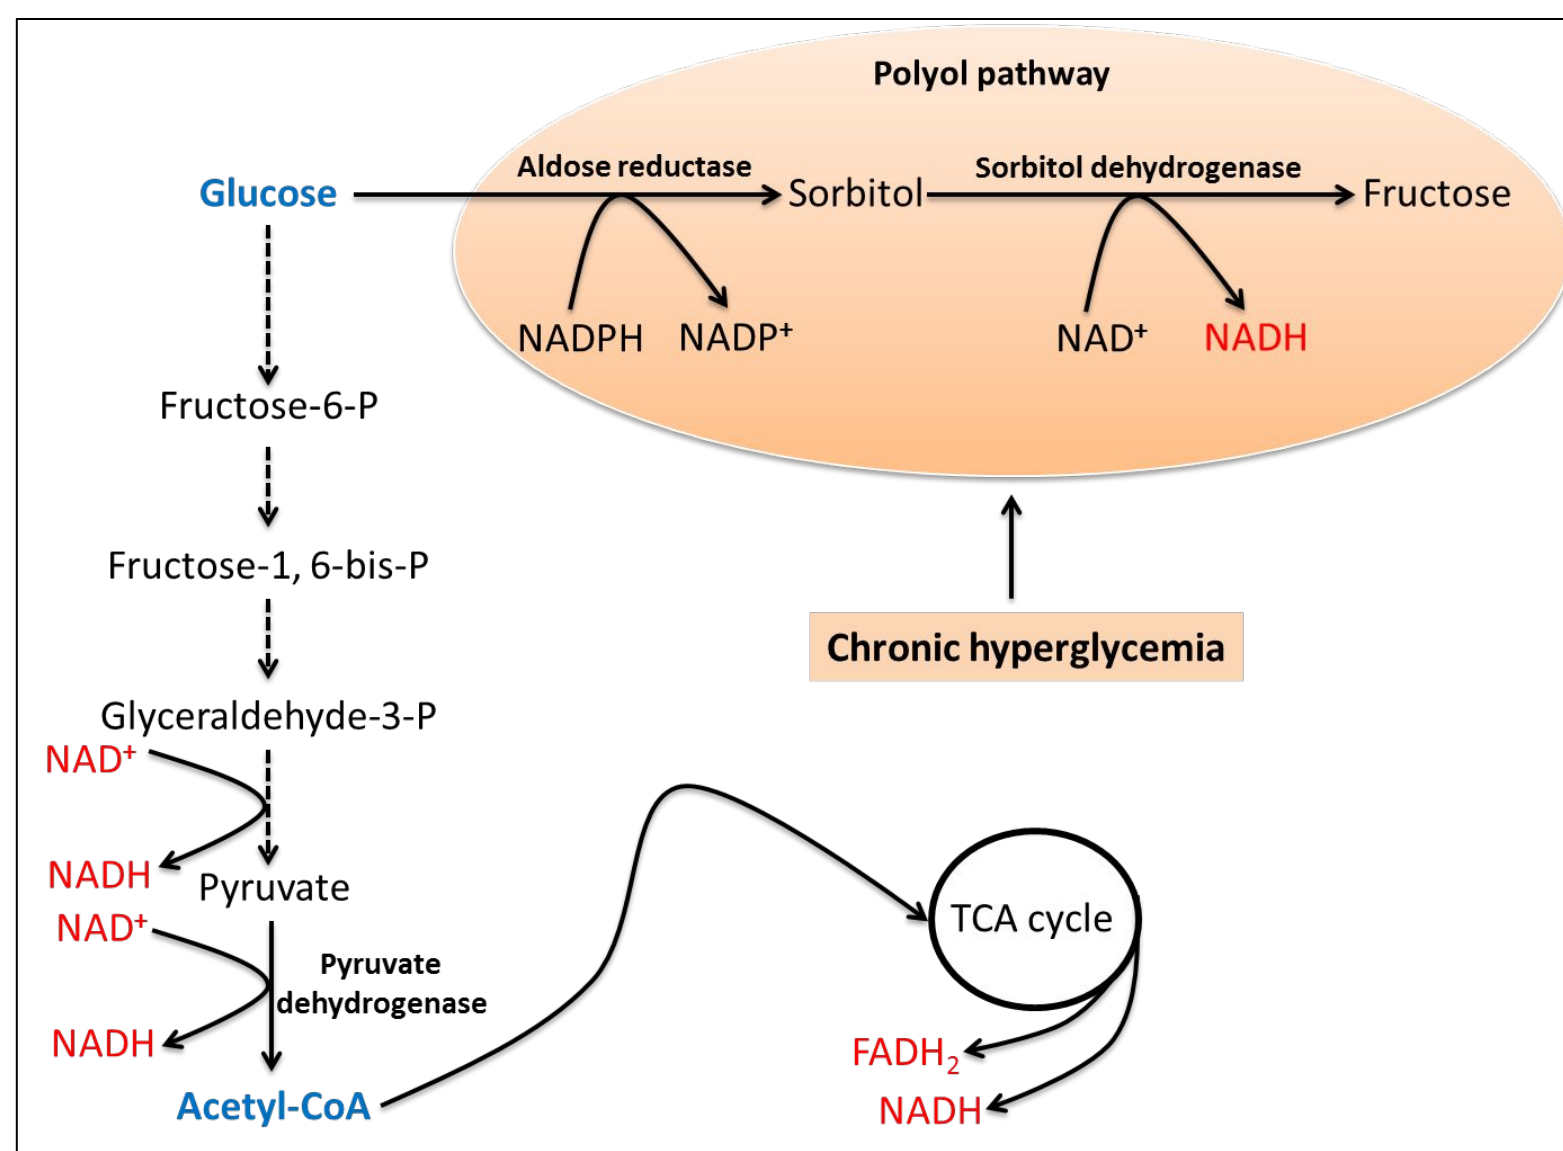 Polyol pathway
Aldose reductase
Sorbitol dehydrogenase
Glucose
Sorbitol
Fructose
NADPH
NADP⁺
NAD⁺
NADH
Fructose-6-P
Fructose-1, 6-bis-P
Chronic hyperglycemia
Glyceraldehyde-3-P
NAD⁺
NADH
Pyruvate
NAD⁺
Pyruvate
dehydrogenase
NADH
Acetyl-CoA
TCA cycle
FADH₂
NADH